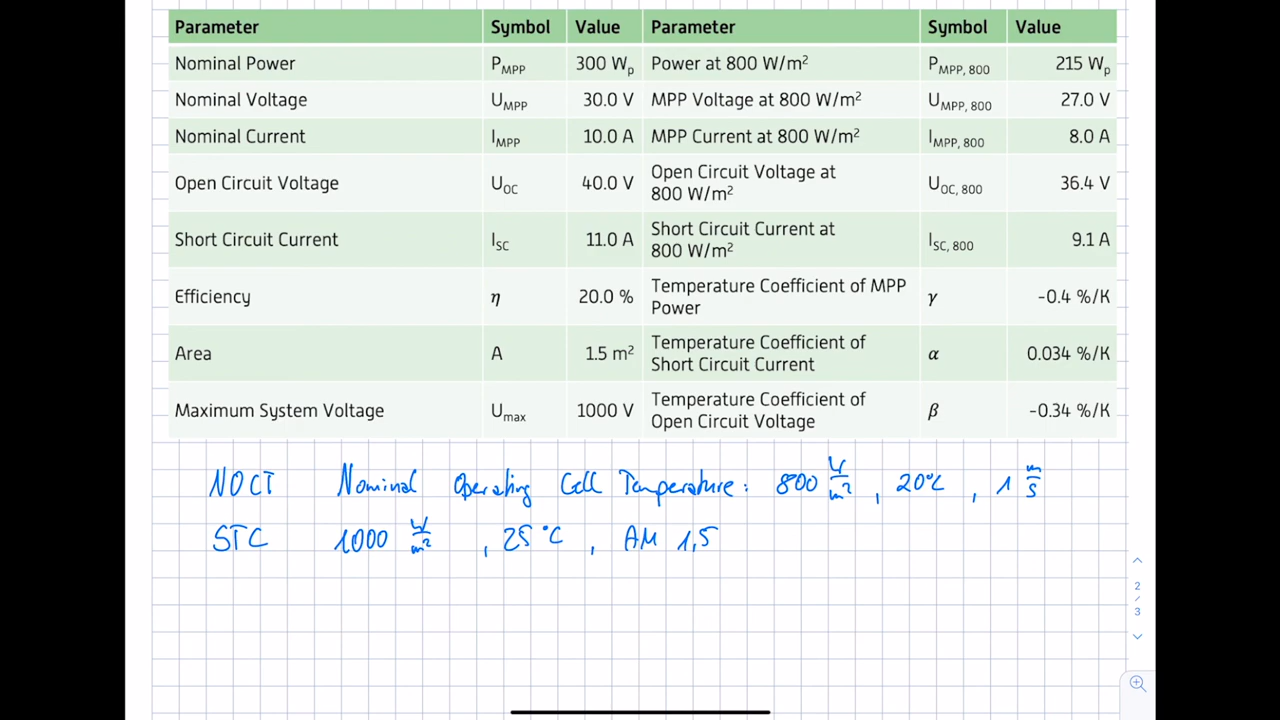 Parameter Symbol Value Parameter Symbol Value
Nominal Power P_MPP 300 W_p Power at 800 W/m² P_MPP, 800 215 W_p
Nominal Voltage U_MPP 30.0 V MPP Voltage at 800 W/m² U_MPP, 800 27.0 V
Nominal Current I_MPP 10.0 A MPP Current at 800 W/m² I_MPP, 800 8.0 A
Open Circuit Voltage U_OC 40.0 V Open Circuit Voltage at 800 W/m² U_OC, 800 36.4 V
Short Circuit Current I_SC 11.0 A Short Circuit Current at 800 W/m² I_SC, 800 9.1 A
Efficiency η 20.0 % Temperature Coefficient of MPP Power γ -0.4 %/K
Area A 1.5 m² Temperature Coefficient of Short Circuit Current α 0.034 %/K
Maximum System Voltage U_max 1000 V Temperature Coefficient of Open Circuit Voltage β -0.34 %/K
NOCT Nominal Operating Cell Temperature: 800 W/m², 20°C, 1 m/s
STC 1000 W/m², 25°C, AM 1,5
2
/
3